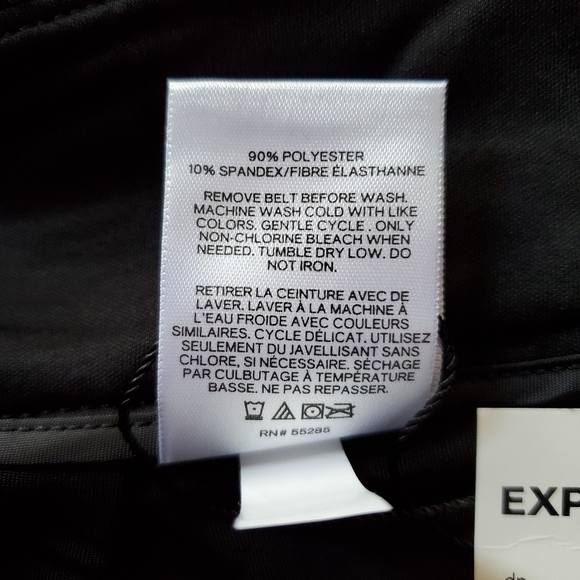 90% POLYESTER
10% SPANDEX/FIBRE ÉLASTHANNE
REMOVE BELT BEFORE WASH.
MACHINE WASH COLD WITH LIKE
COLORS. GENTLE CYCLE . ONLY
NON-CHLORINE BLEACH WHEN
NEEDED. TUMBLE DRY LOW. DO
NOT IRON.
RETIRER LA CEINTURE AVEC DE
LAVER. LAVER À LA MACHINE À
L'EAU FROIDE AVEC COULEURS
SIMILAIRES. CYCLE DÉLICAT. UTILISEZ
SEULEMENT DU JAVELLISANT SANS
CHLORE, SI NÉCESSAIRE. SÉCHAGE
PAR CULBUTAGE À TEMPÉRATURE
BASSE. NE PAS REPASSER.
RN# 55285
EXP